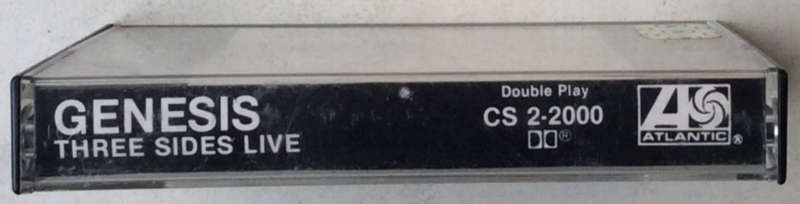 GENESIS
THREE SIDES LIVE
Double Play
CS 2-2000
ATLANTIC®